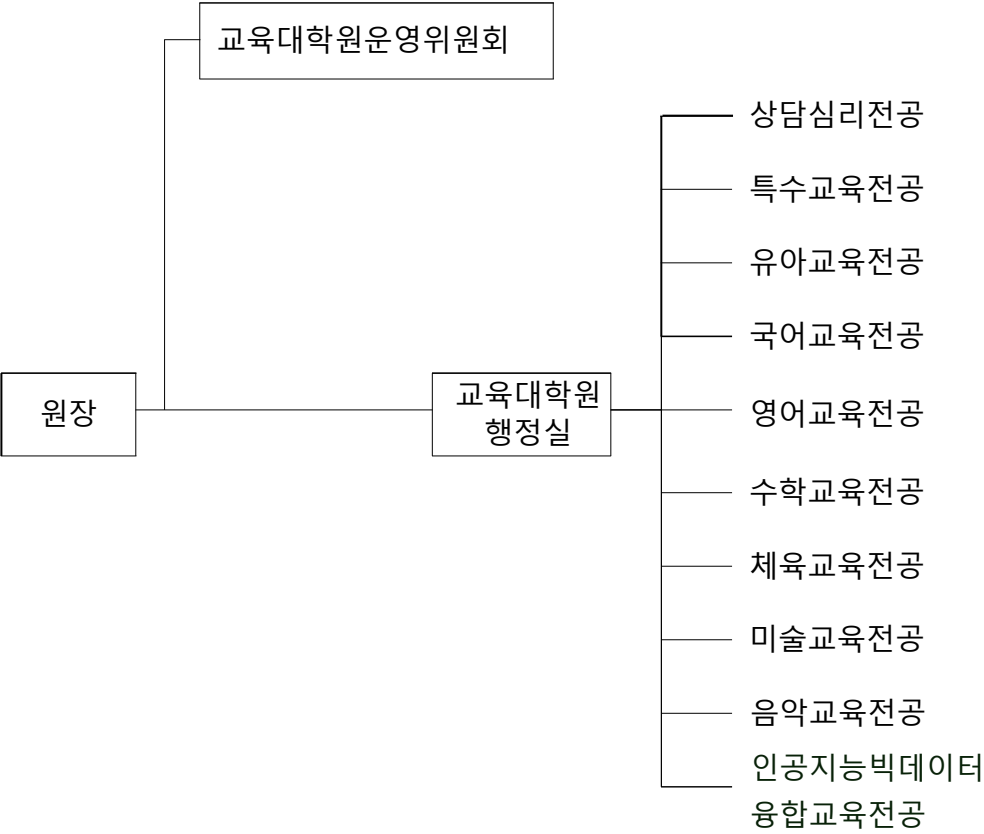 교육대학원운영위원회
원장
교육대학원
행정실
상담심리전공
특수교육전공
유아교육전공
국어교육전공
영어교육전공
수학교육전공
체육교육전공
미술교육전공
음악교육전공
인공지능빅데이터
융합교육전공